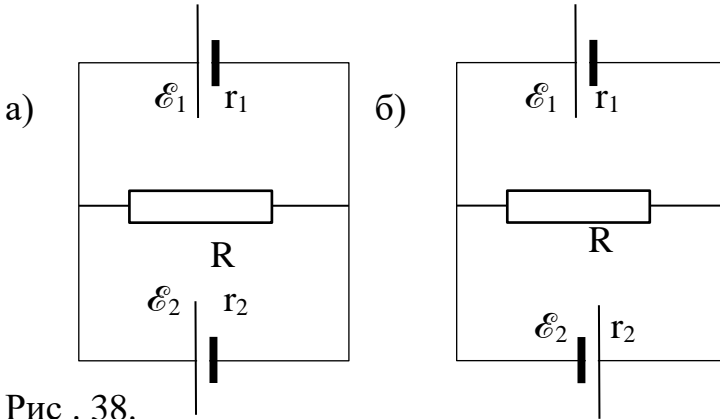 ℰ₁ r₁ ℰ₁ r₁
а) б)
R R
ℰ₂ r₂ ℰ₂ r₂
Рис . 38.